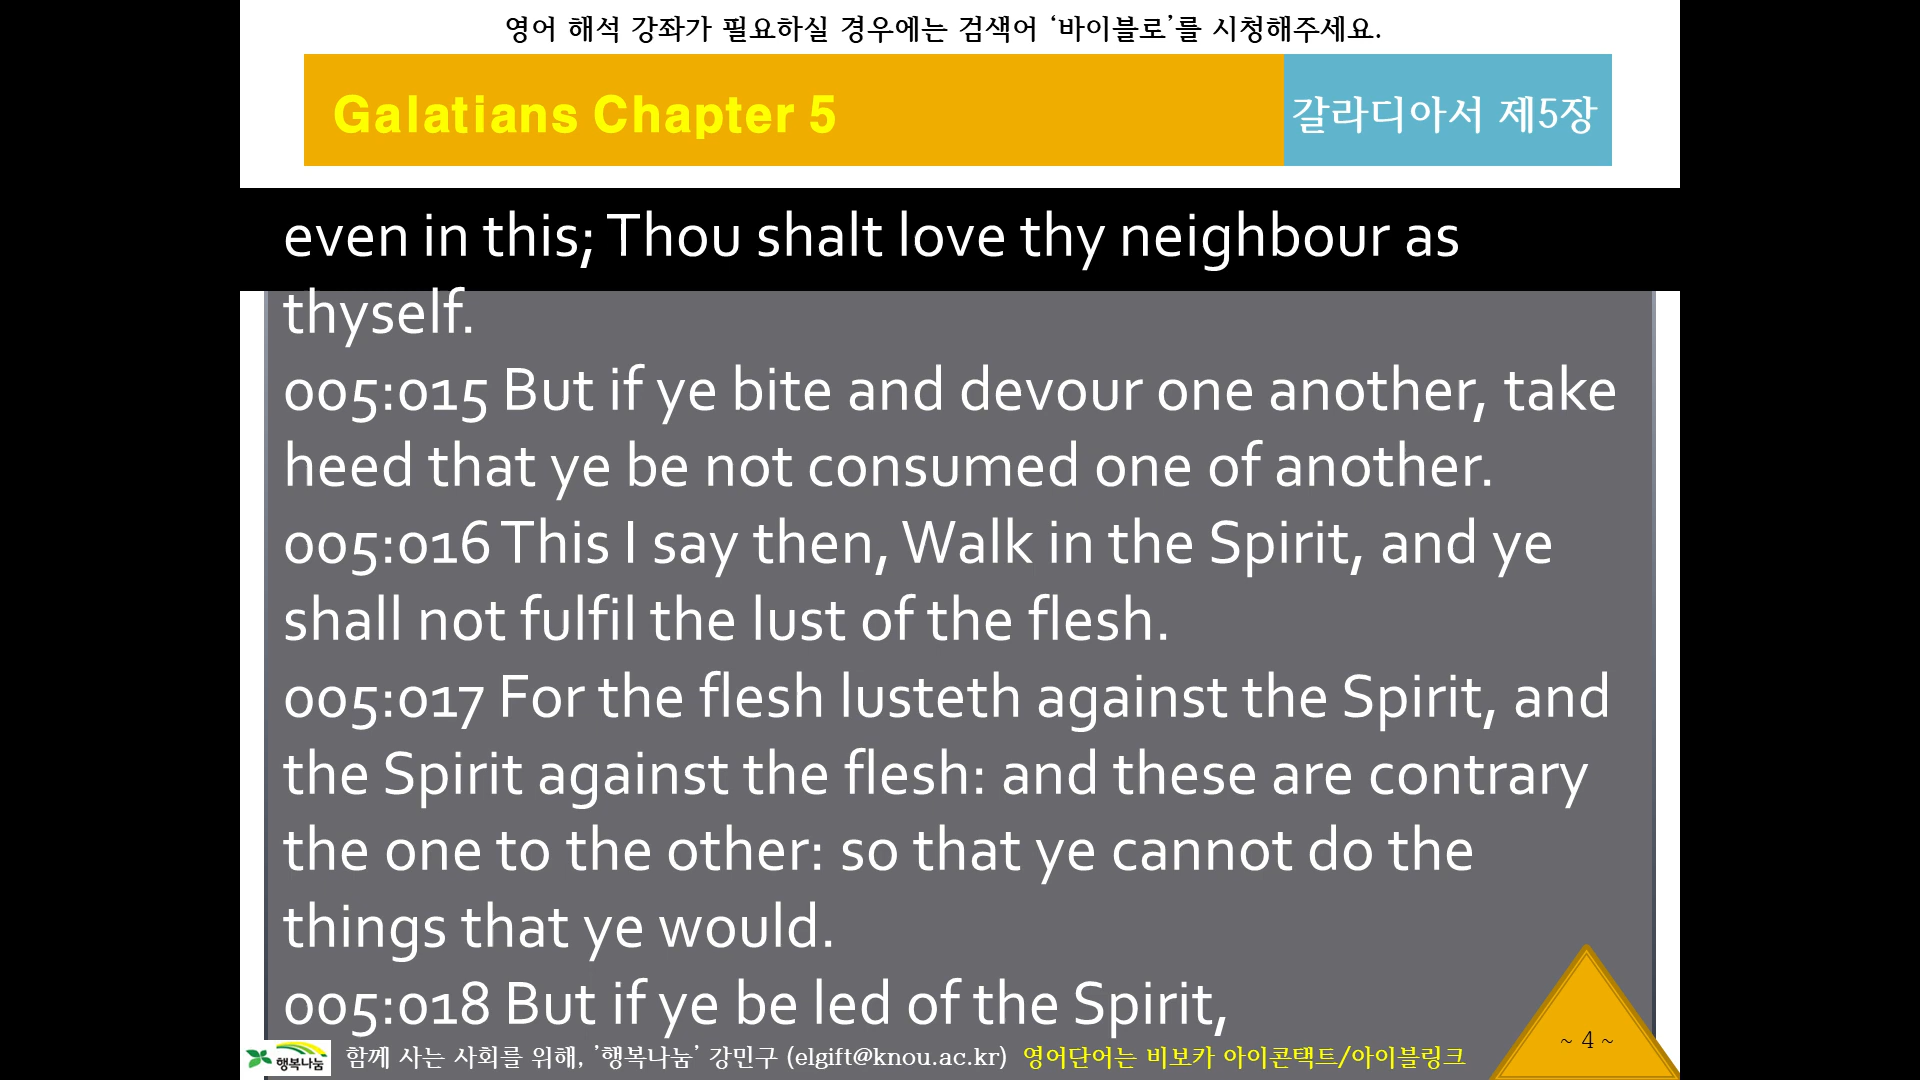 영어 해석 강좌가 필요하실 경우에는 검색어 ‘바이블로’를 시청해주세요.
Galatians Chapter 5
갈라디아서 제5장
even in this; Thou shalt love thy neighbour as
thyself.
005:015 But if ye bite and devour one another, take
heed that ye be not consumed one of another.
005:016 This I say then, Walk in the Spirit, and ye
shall not fulfil the lust of the flesh.
005:017 For the flesh lusteth against the Spirit, and
the Spirit against the flesh: and these are contrary
the one to the other: so that ye cannot do the
things that ye would.
005:018 But if ye be led of the Spirit,
~ 4 ~
행복나눔
함께 사는 사회를 위해, ’행복나눔’ 강민구 (elgift@knou.ac.kr) 영어단어는 비보카 아이콘택트/아이블링크